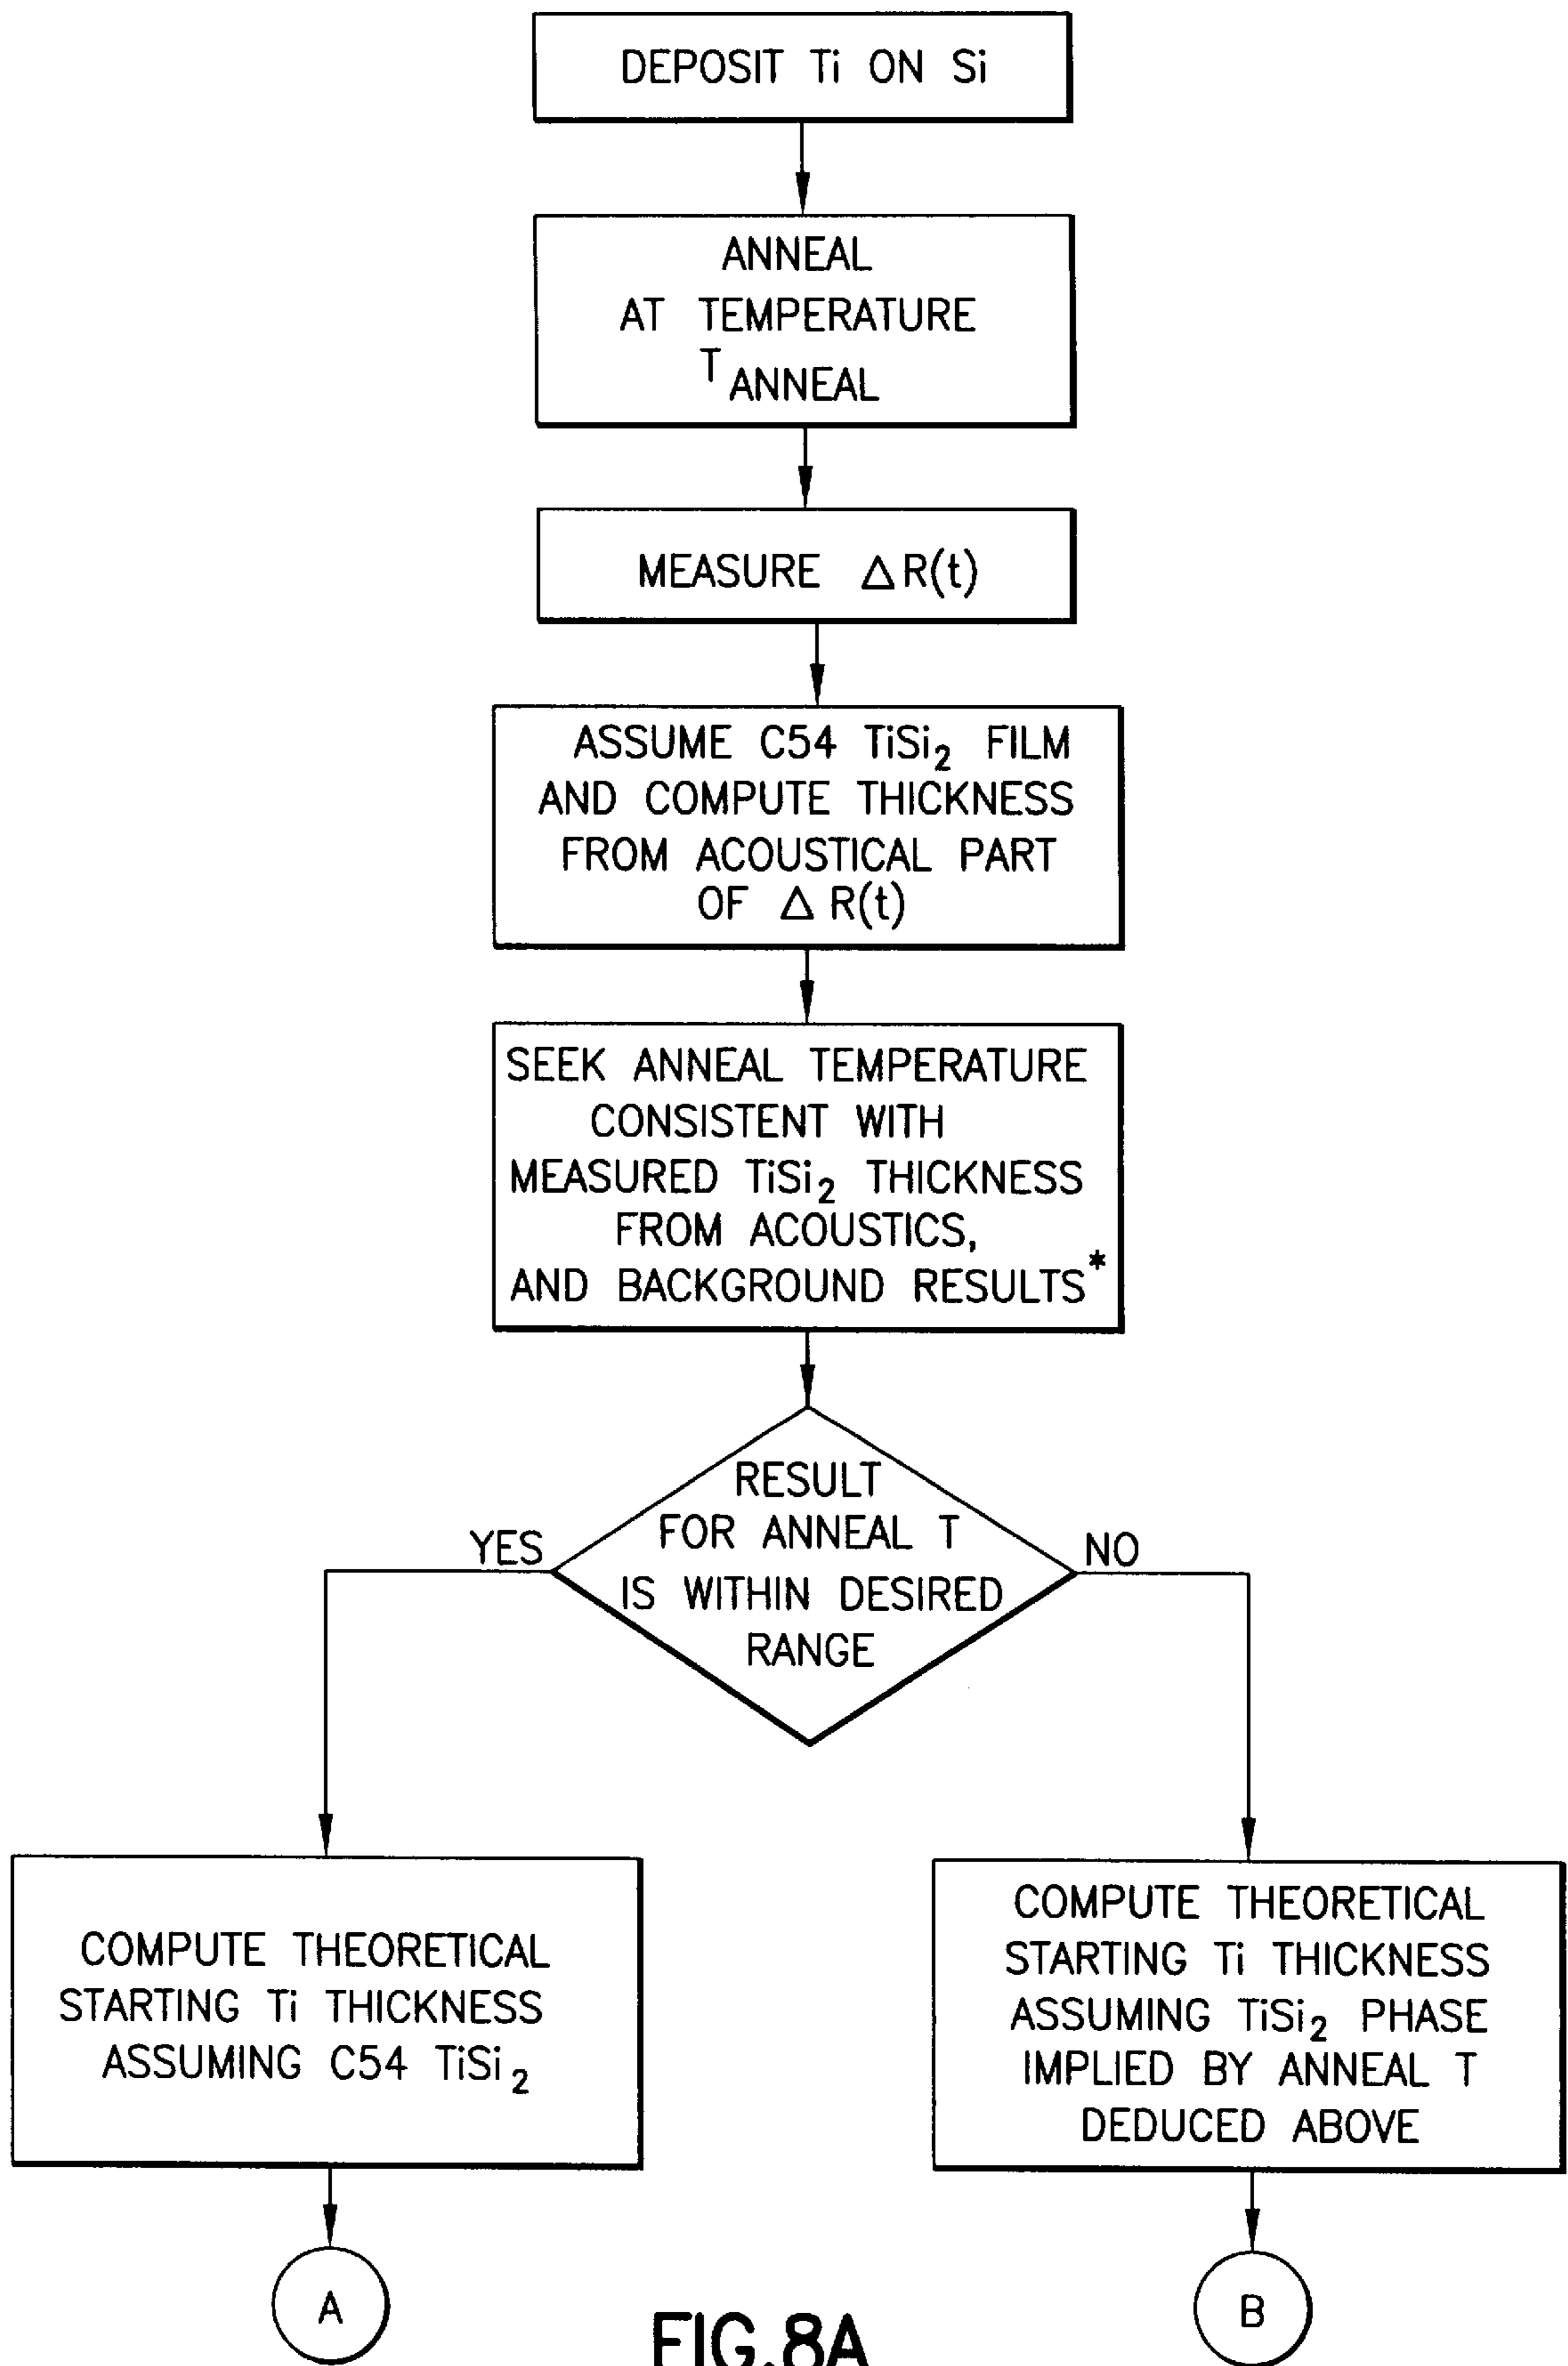 DEPOSIT Ti ON Si
ANNEAL
AT TEMPERATURE
T ANNEAL
MEASURE △R(t)
ASSUME C54 TiSi₂ FILM
AND COMPUTE THICKNESS
FROM ACOUSTICAL PART
OF △ R(t)
SEEK ANNEAL TEMPERATURE
CONSISTENT WITH
MEASURED TiSi₂ THICKNESS
FROM ACOUSTICS,
AND BACKGROUND RESULTS*
RESULT
FOR ANNEAL T
IS WITHIN DESIRED
RANGE
YES
NO
COMPUTE THEORETICAL
STARTING Ti THICKNESS
ASSUMING C54 TiSi₂
COMPUTE THEORETICAL
STARTING Ti THICKNESS
ASSUMING TiSi₂ PHASE
IMPLIED BY ANNEAL T
DEDUCED ABOVE
A
B
FIG.8A